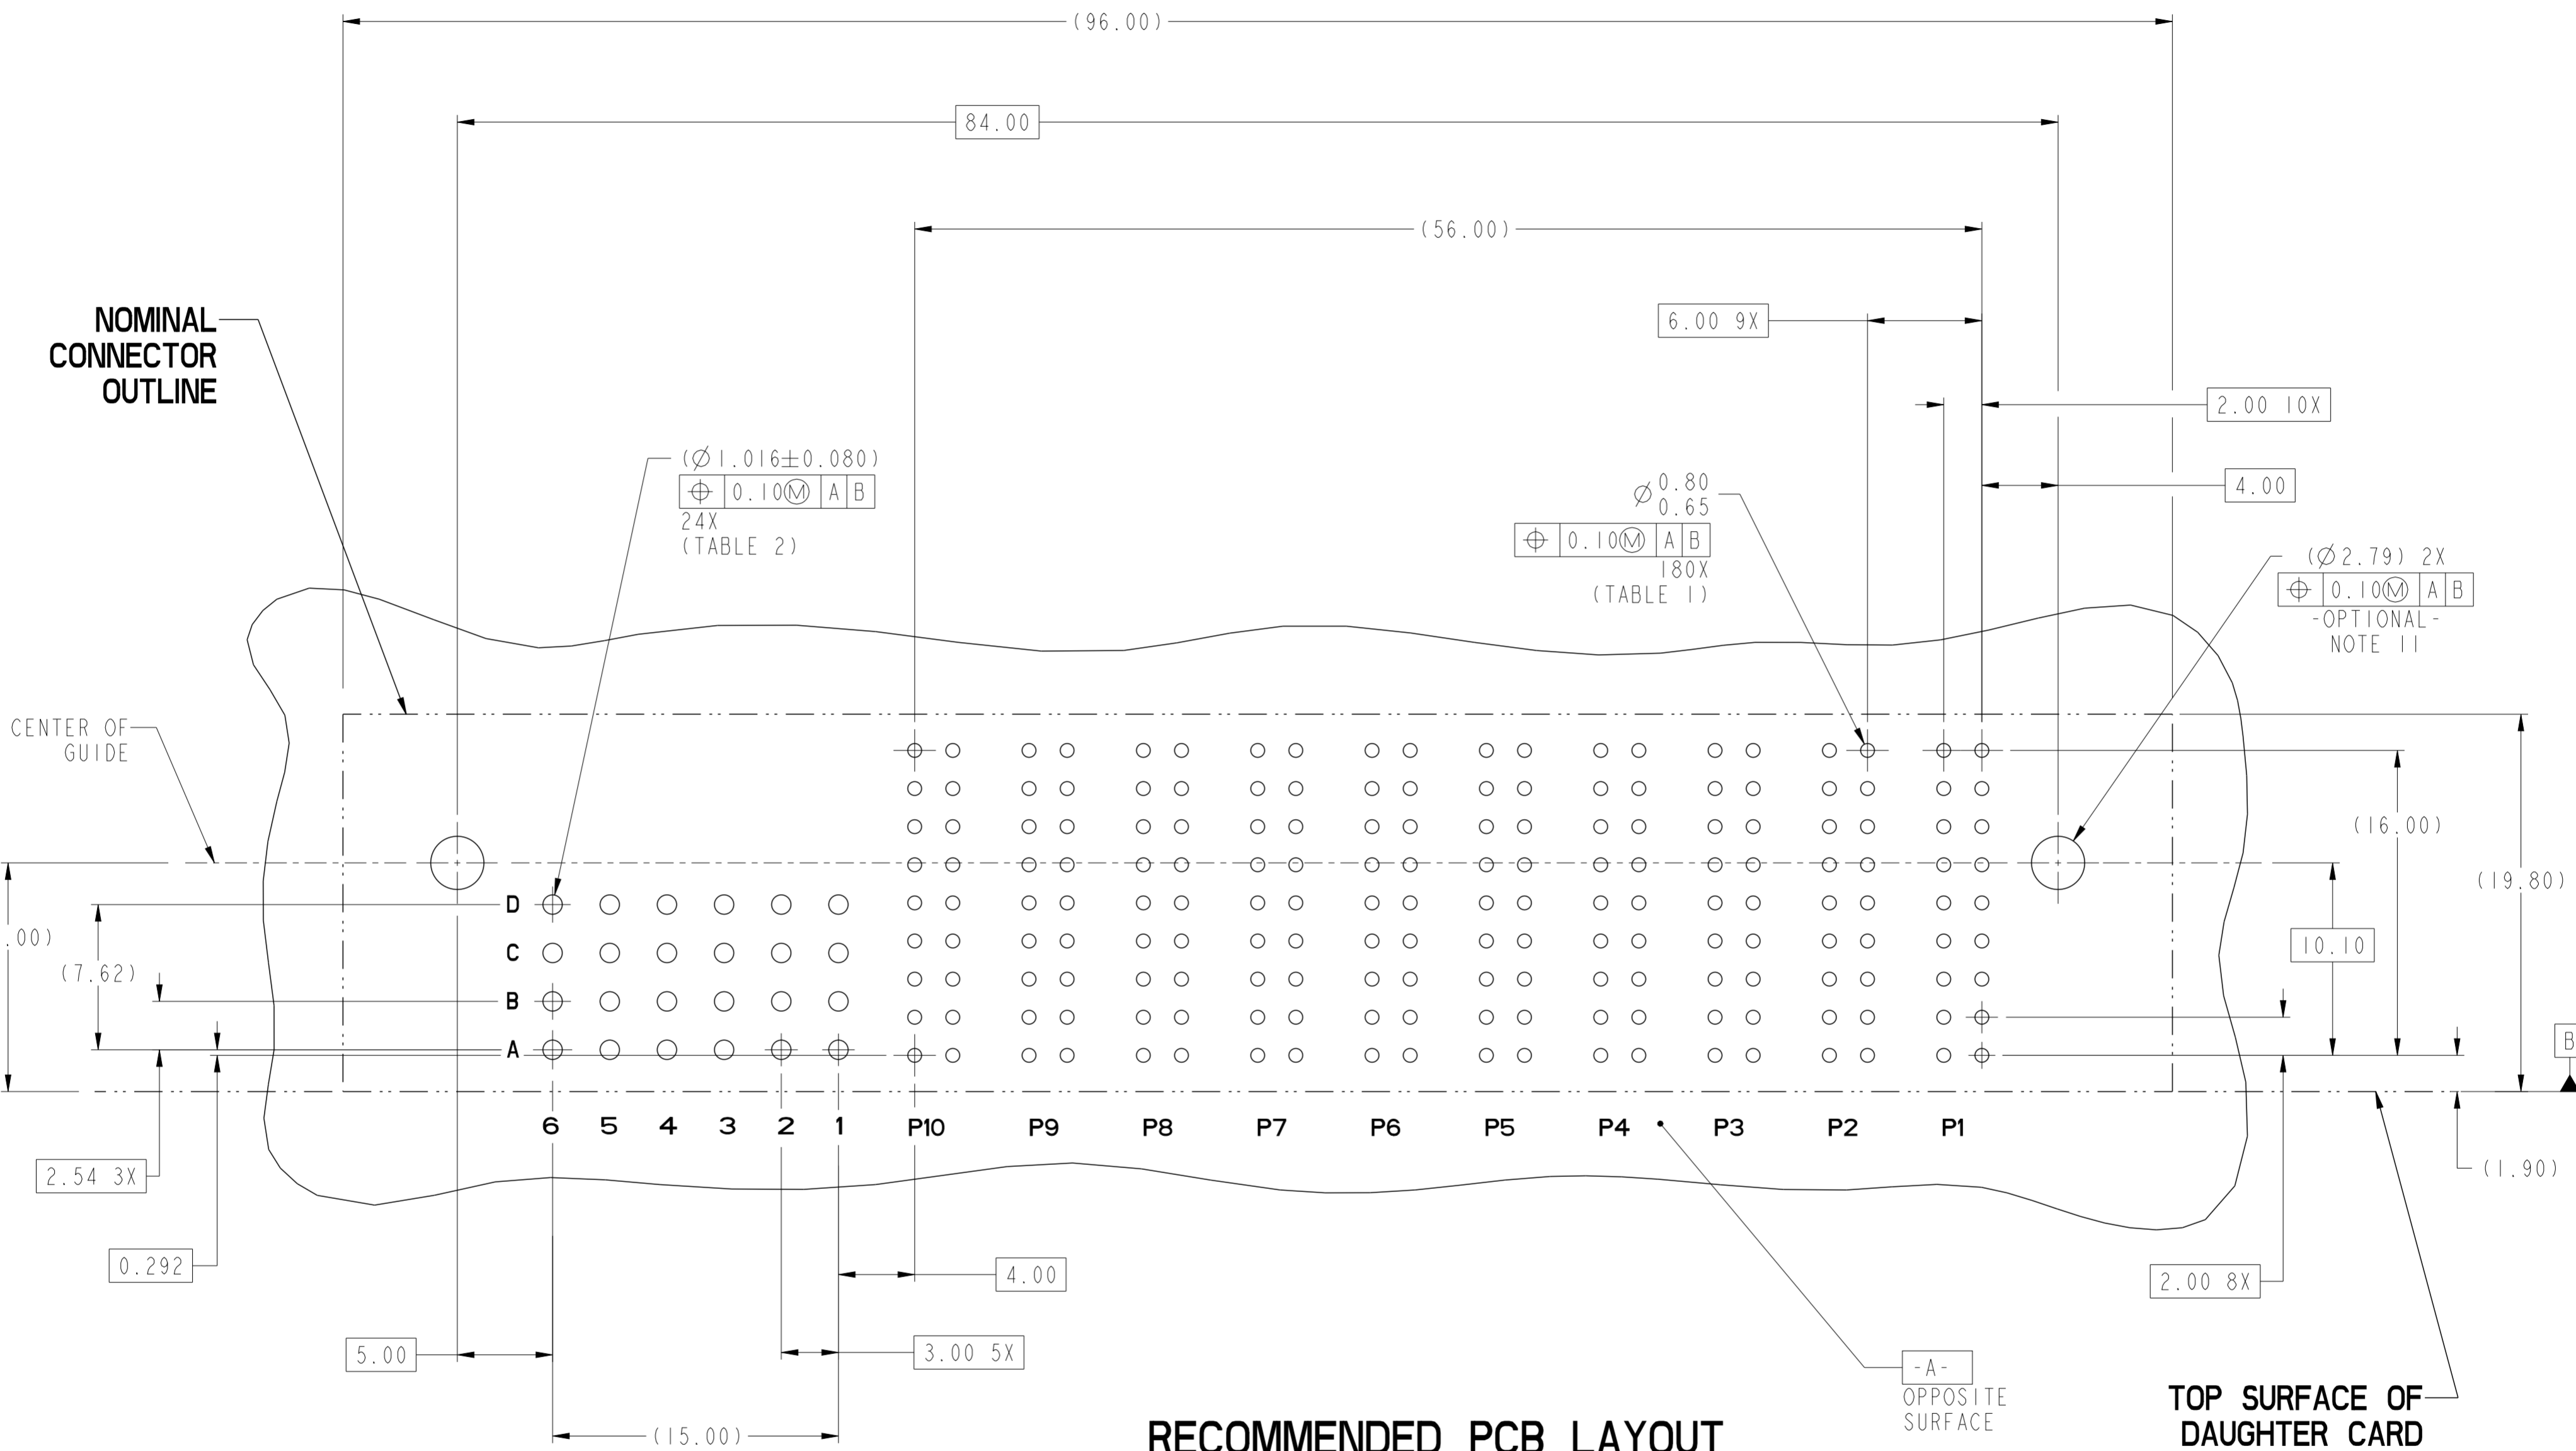 (96.00)
84.00
(56.00)
NOMINAL
CONNECTOR
OUTLINE
6.00 9X
2.00 10X
(Ø1.016±0.080)
⌖ 0.10Ⓜ A B
24X
(TABLE 2)
Ø 0.80
0.65
⌖ 0.10Ⓜ A B
180X
(TABLE 1)
4.00
(Ø2.79) 2X
⌖ 0.10Ⓜ A B
-OPTIONAL-
NOTE 11
CENTER OF
GUIDE
(16.00)
(19.80)
.00)
(7.62)
D
C
B
A
10.10
B
6 5 4 3 2 1 P10 P9 P8 P7 P6 P5 P4 P3 P2 P1
2.54 3X
(1.90)
0.292
4.00
2.00 8X
5.00
3.00 5X
-A-
OPPOSITE
SURFACE
TOP SURFACE OF
DAUGHTER CARD
(15.00)
RECOMMENDED PCB LAYOUT